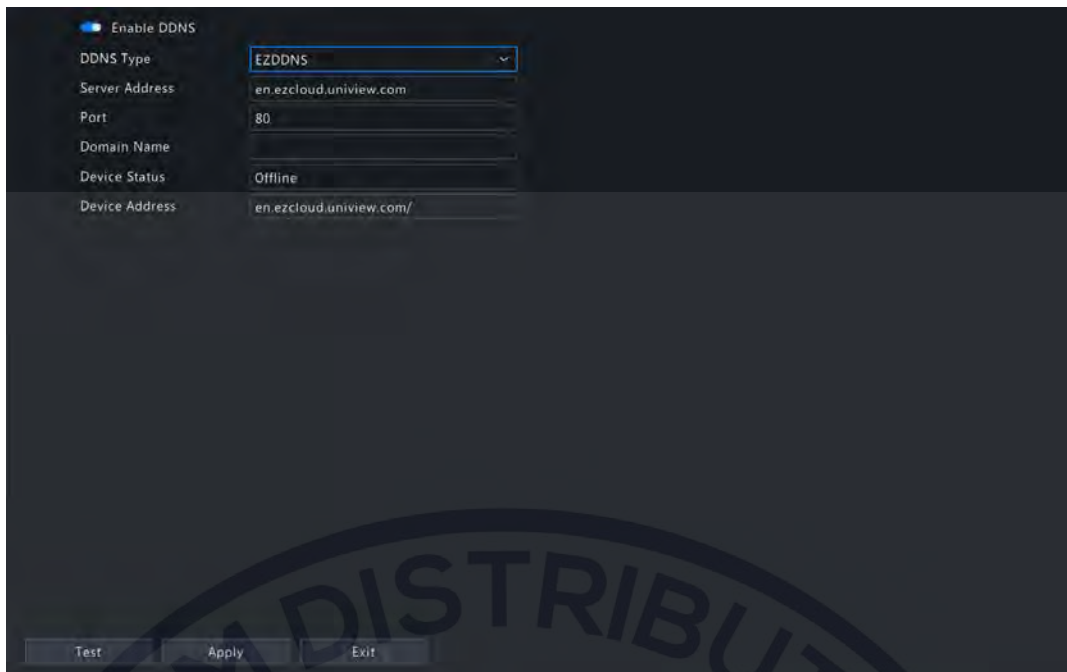 Enable DDNS
DDNS Type EZDDNS
Server Address en.ezcloud.uniview.com
Port 80
Domain Name
Device Status Offline
Device Address en.ezcloud.uniview.com/
DISTRIBU
Test Apply Exit